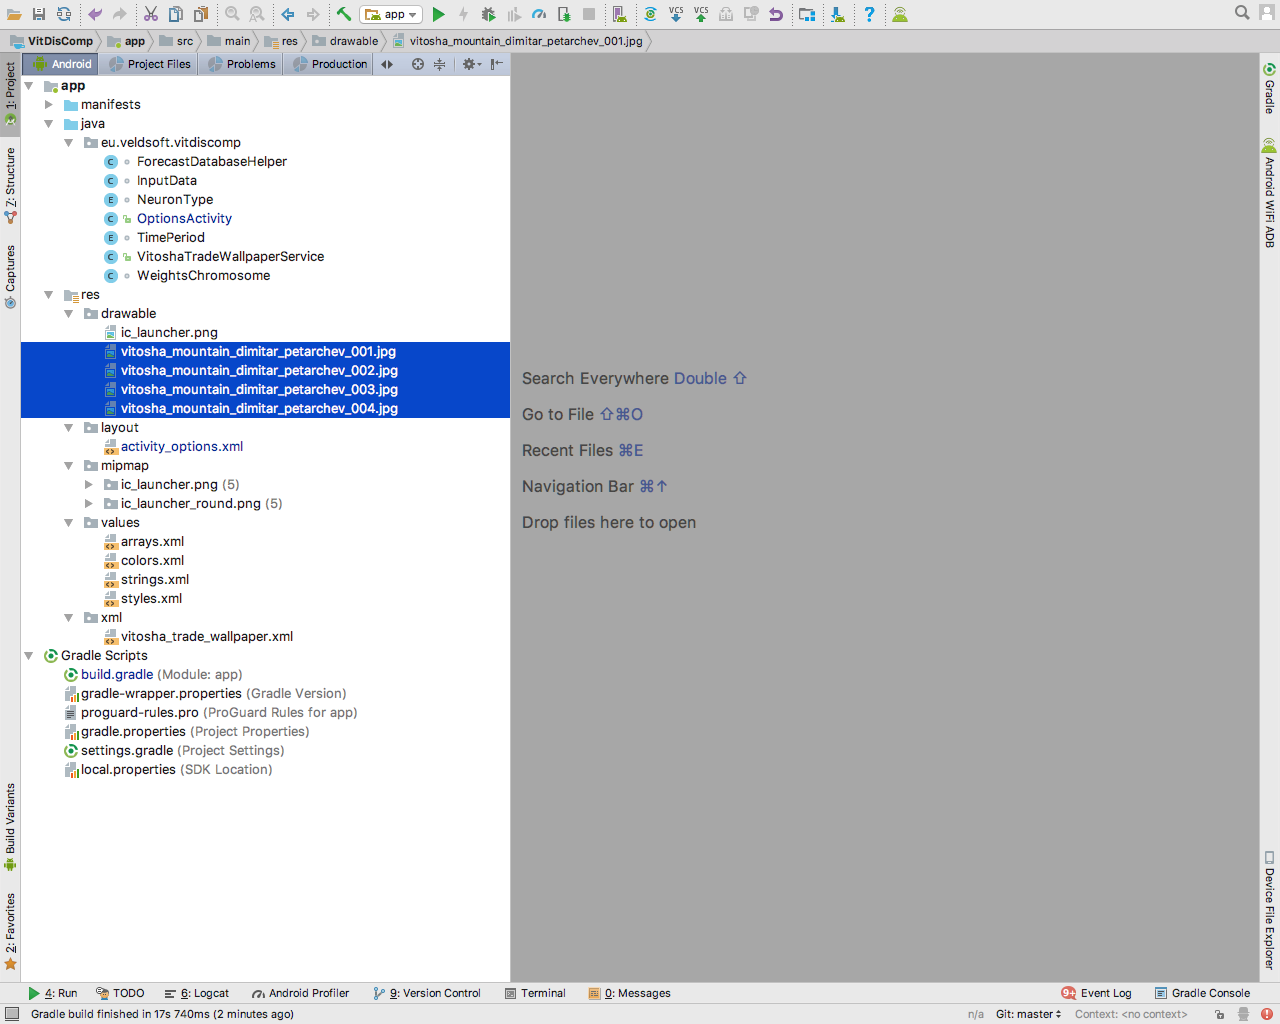 app
VCS VCS
VitDisComp app src main res drawable vitosha_mountain_dimitar_petarchev_001.jpg
Android Project Files Problems Production
1: Project
Z: Structure
Captures
Build Variants
2: Favorites
app
manifests
java
eu.veldsoft.vitdiscomp
C ForecastDatabaseHelper
C InputData
E NeuronType
C OptionsActivity
E TimePeriod
C VitoshaTradeWallpaperService
C WeightsChromosome
res
drawable
ic_launcher.png
vitosha_mountain_dimitar_petarchev_001.jpg
vitosha_mountain_dimitar_petarchev_002.jpg
vitosha_mountain_dimitar_petarchev_003.jpg
vitosha_mountain_dimitar_petarchev_004.jpg
layout
activity_options.xml
mipmap
ic_launcher.png (5)
ic_launcher_round.png (5)
values
arrays.xml
colors.xml
strings.xml
styles.xml
xml
vitosha_trade_wallpaper.xml
Gradle Scripts
build.gradle (Module: app)
gradle-wrapper.properties (Gradle Version)
proguard-rules.pro (ProGuard Rules for app)
gradle.properties (Project Properties)
settings.gradle (Project Settings)
local.properties (SDK Location)
Search Everywhere Double ⇧
Go to File ⇧⌘O
Recent Files ⌘E
Navigation Bar ⌘↑
Drop files here to open
Gradle
Android WiFi ADB
Device File Explorer
4: Run TODO 6: Logcat Android Profiler 9: Version Control Terminal 0: Messages 9+ Event Log Gradle Console
Gradle build finished in 17s 740ms (2 minutes ago) n/a Git: master Context: <no context>